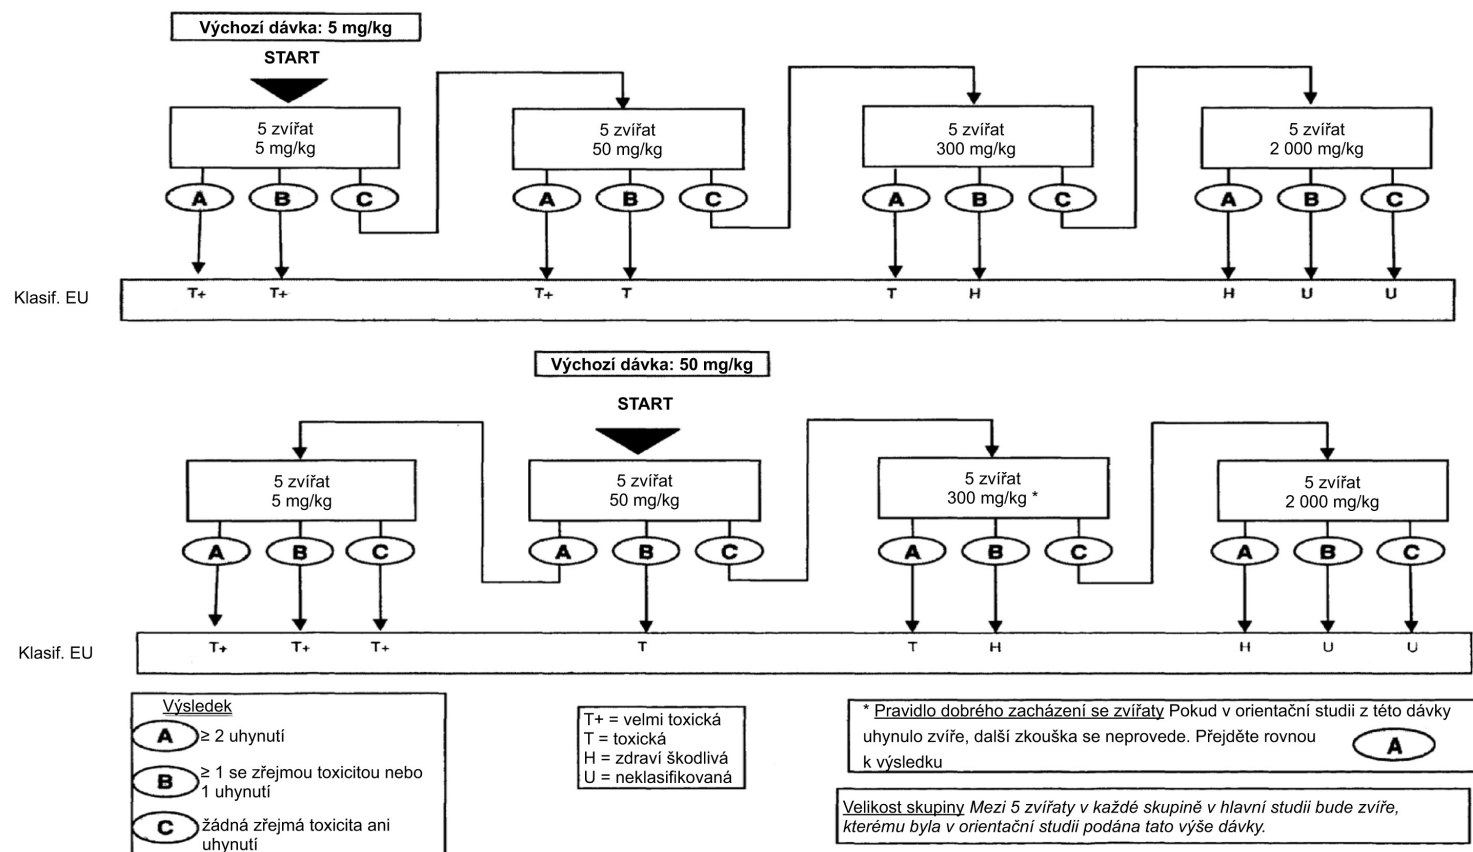 Výchozí dávka: 5 mg/kg
START
5 zvířat
5 mg/kg
5 zvířat
50 mg/kg
5 zvířat
300 mg/kg
5 zvířat
2 000 mg/kg
A B C A B C A B C A B C
Klasif. EU
T+ T+ T+ T T H H U U
Výchozí dávka: 50 mg/kg
START
5 zvířat
5 mg/kg
5 zvířat
50 mg/kg
5 zvířat
300 mg/kg *
5 zvířat
2 000 mg/kg
A B C A B C A B C A B C
Klasif. EU
T+ T+ T+ T T H H U U
Výsledek
A ≥ 2 uhynutí
B ≥ 1 se zřejmou toxicitou nebo
1 uhynutí
C žádná zřejmá toxicita ani
uhynutí
T+ = velmi toxická
T = toxická
H = zdraví škodlivá
U = neklasifikovaná
* Pravidlo dobrého zacházení se zvířaty Pokud v orientační studii z této dávky
uhynulo zvíře, další zkouška se neprovede. Přejděte rovnou
k výsledku A
Velikost skupiny Mezi 5 zvířaty v každé skupině v hlavní studii bude zvíře,
kterému byla v orientační studii podána tato výše dávky.